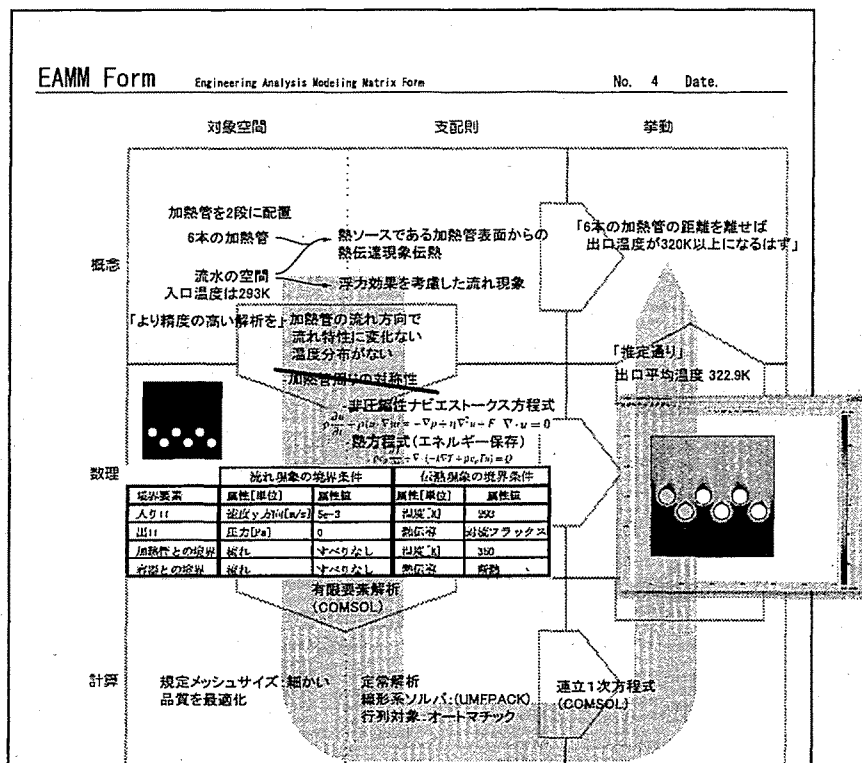 EAMM Form Engineering Analysis Modeling Matrix Form No. 4 Date.
対象空間 支配則 挙動
概念
加熱管を2段に配置
6本の加熱管
流水の空間
入口温度は293K
熱ソースである加熱管表面からの
熱伝達現象伝熱
浮力効果を考慮した流れ現象
「6本の加熱管の距離を離せば
出口温度が320K以上になるはず」
「より精度の高い解析を」
加熱管の流れ方向で
流れ特性に変化ない
温度分布がない
加熱管周りの対称性
「推定通り」
出口平均温度 322.9K
数理
非圧縮性ナビエストークス方程式
熱方程式(エネルギー保存)
流れ現象の境界条件 伝熱現象の境界条件
境界要素 属性[単位] 属性値 属性[単位] 属性値
入り口 速度y方向[m/s] 5e-3 温度[K] 293
出口 圧力[Pa] 0 熱伝導 対流フラックス
加熱管との境界 流れ すべりなし 温度[K] 350
容器との境界 流れ すべりなし 熱伝導 断熱
有限要素解析
(COMSOL)
計算
規定メッシュサイズ:細かい
品質を最適化
定常解析
線形系ソルバ:(UMFPACK)
行列対象:オートマチック
連立1次方程式
(COMSOL)